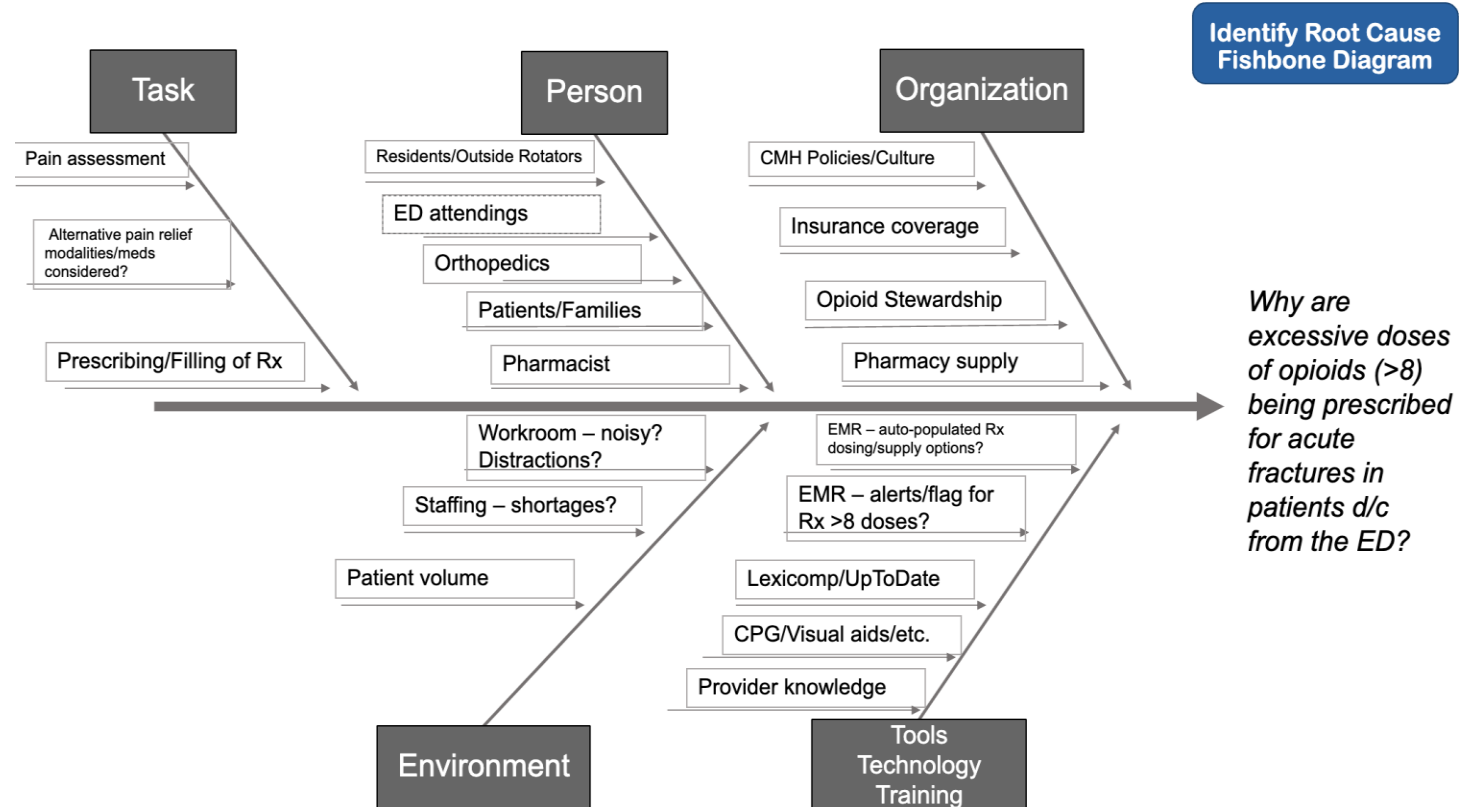 Identify Root Cause
Fishbone Diagram
Task
Person
Organization
Pain assessment
Alternative pain relief
modalities/meds
considered?
Prescribing/Filling of Rx
Residents/Outside Rotators
ED attendings
Orthopedics
Patients/Families
Pharmacist
CMH Policies/Culture
Insurance coverage
Opioid Stewardship
Pharmacy supply
Why are
excessive doses
of opioids (>8)
being prescribed
for acute
fractures in
patients d/c
from the ED?
Workroom – noisy?
Distractions?
Staffing – shortages?
Patient volume
EMR – auto-populated Rx
dosing/supply options?
EMR – alerts/flag for
Rx >8 doses?
Lexicomp/UpToDate
CPG/Visual aids/etc.
Provider knowledge
Environment
Tools
Technology
Training